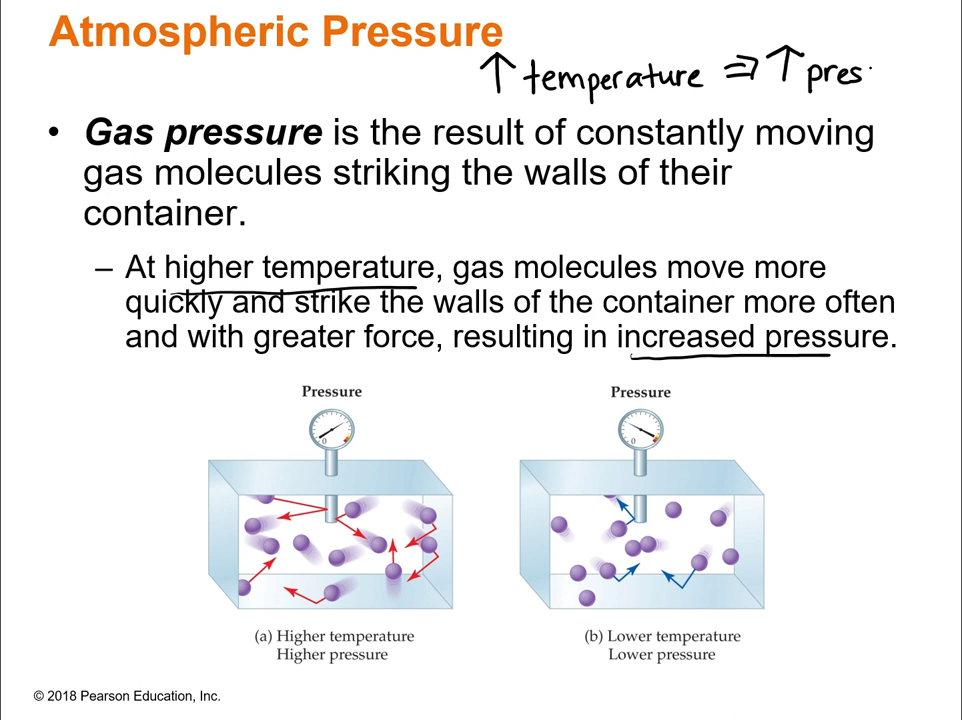 Atmospheric Pressure
↑ temperature ⇒ ↑ pres
• Gas pressure is the result of constantly moving
gas molecules striking the walls of their
container.
– At higher temperature, gas molecules move more
quickly and strike the walls of the container more often
and with greater force, resulting in increased pressure.
Pressure
0
Pressure
0
(a) Higher temperature
Higher pressure
(b) Lower temperature
Lower pressure
© 2018 Pearson Education, Inc.